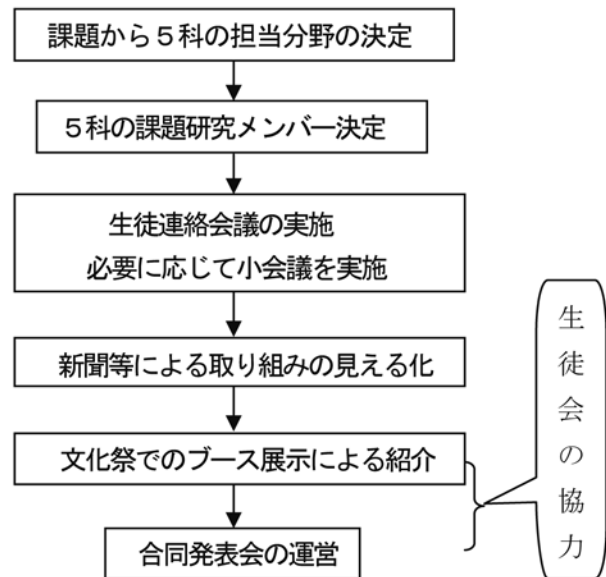 課題から５科の担当分野の決定
５科の課題研究メンバー決定
生徒連絡会議の実施
必要に応じて小会議を実施
新聞等による取り組みの見える化
文化祭でのブース展示による紹介
合同発表会の運営
生徒会の協力